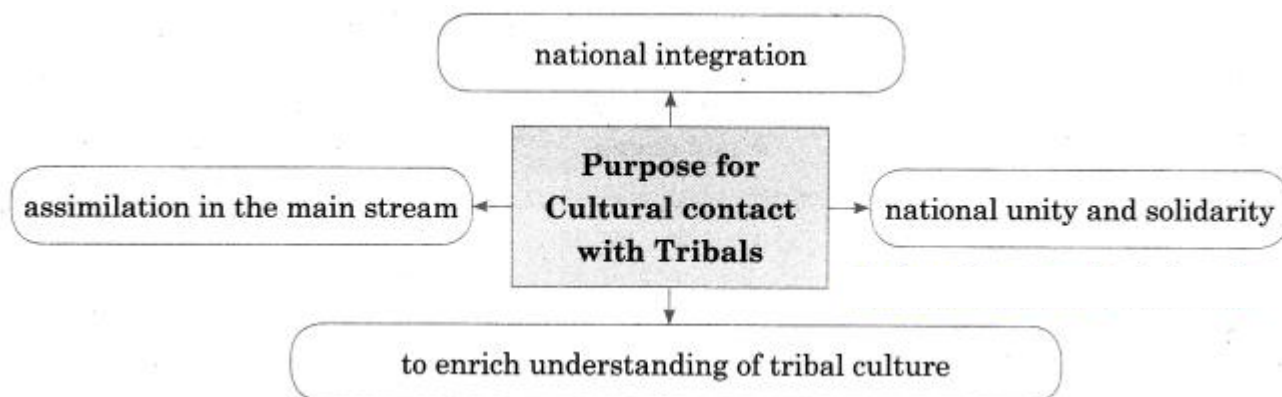 national integration
Purpose for
Cultural contact
with Tribals
assimilation in the main stream
national unity and solidarity
to enrich understanding of tribal culture